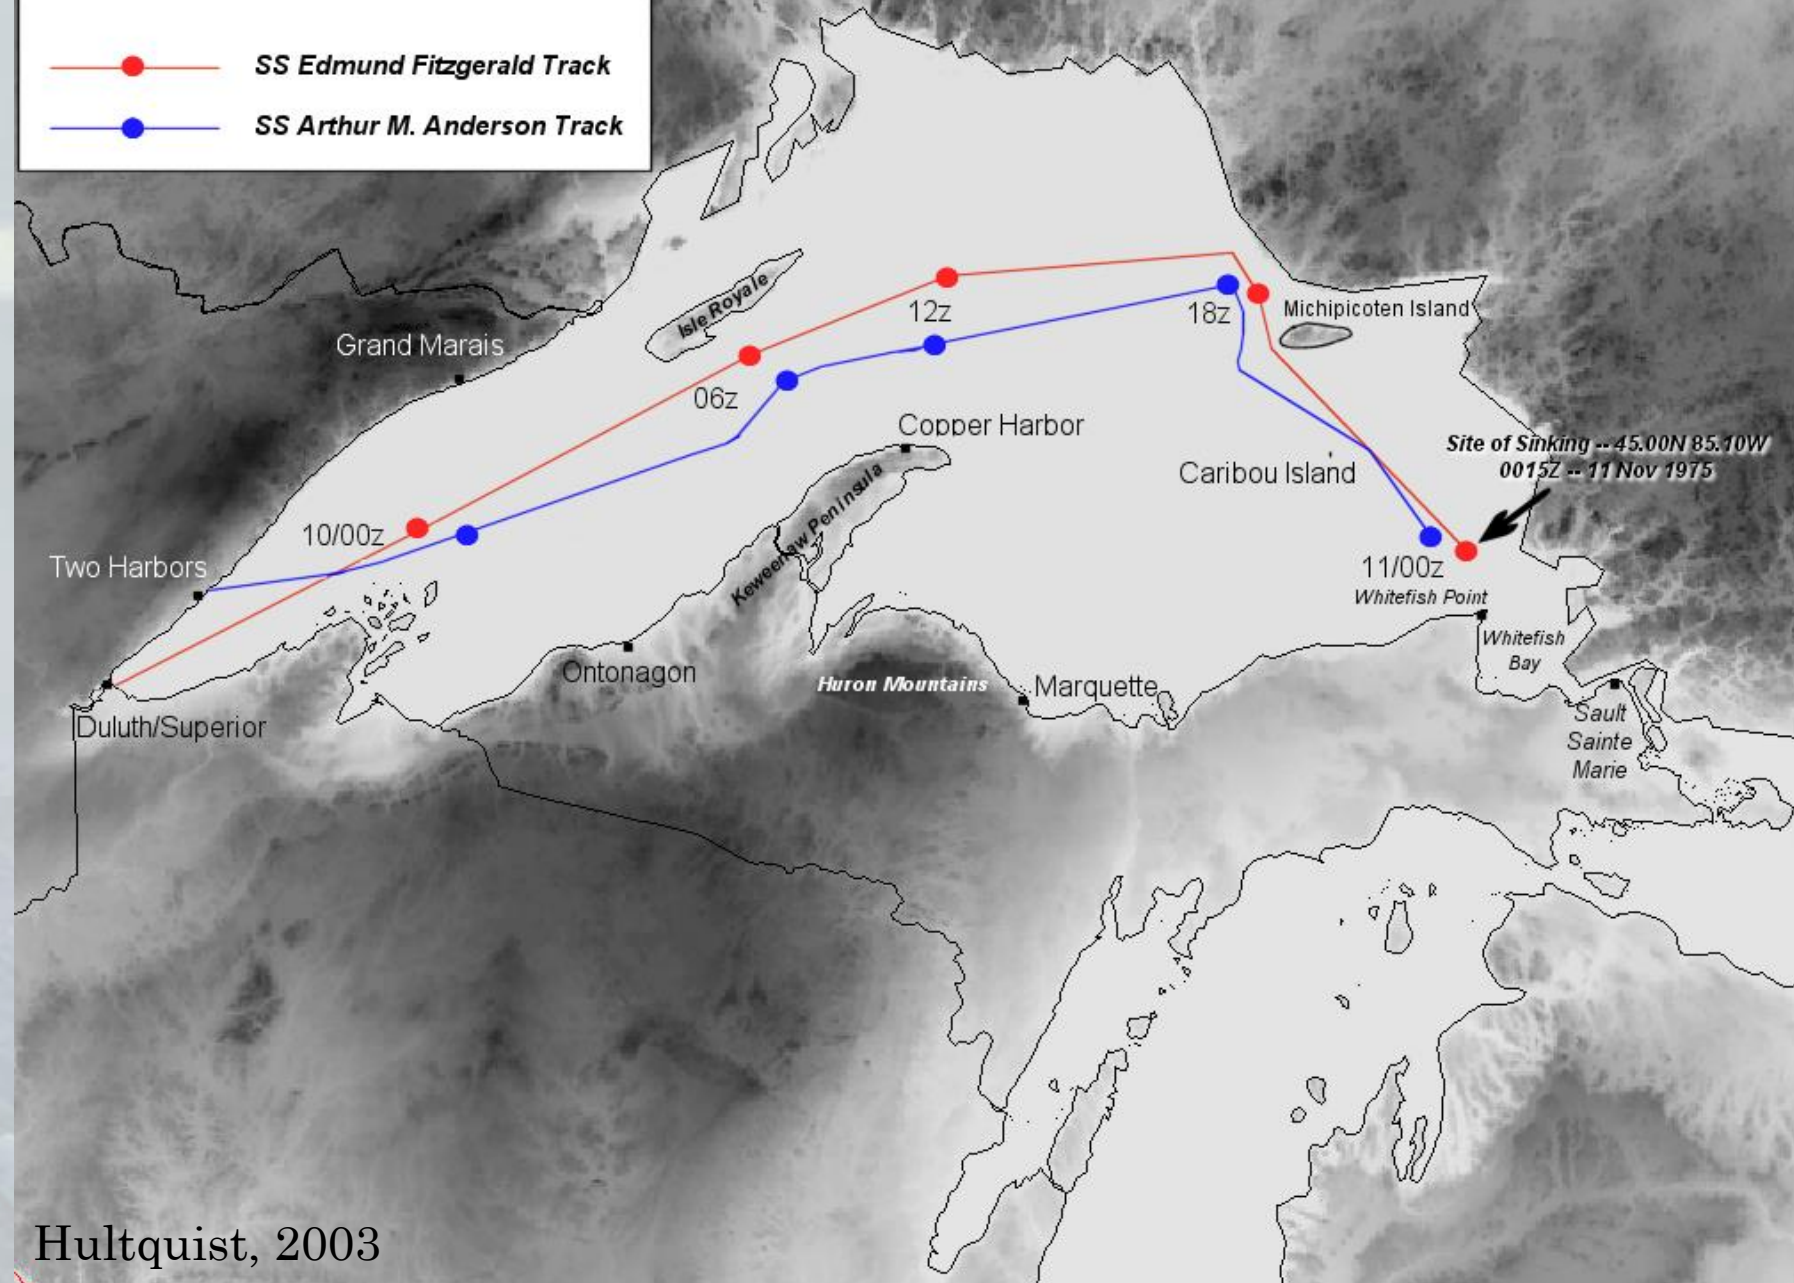 SS Edmund Fitzgerald Track
SS Arthur M. Anderson Track
Isle Royale
12z
18z
Michipicoten Island
Grand Marais
06z
Copper Harbor
Site of Sinking -- 45.00N 85.10W
0015Z -- 11 Nov 1975
Caribou Island
Keweenaw Peninsula
10/00z
Two Harbors
11/00z
Whitefish Point
Whitefish
Bay
Ontonagon
Huron Mountains
Marquette
Duluth/Superior
Sault
Sainte
Marie
Hultquist, 2003